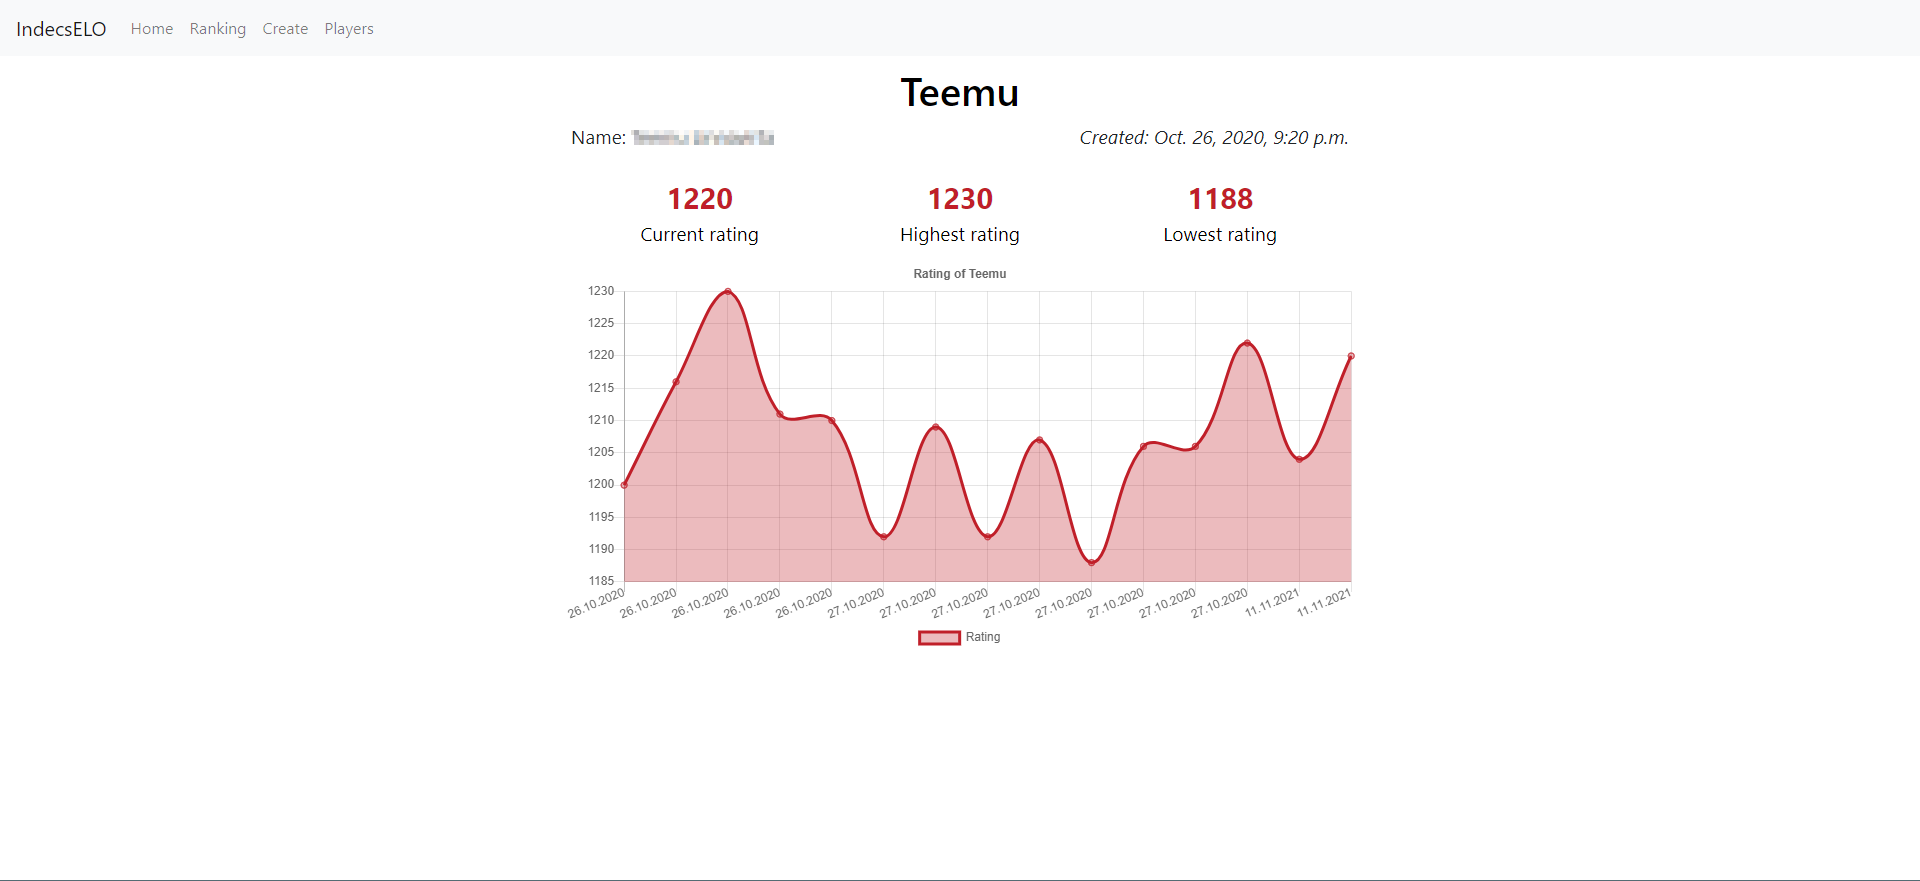 IndecsELO Home Ranking Create Players
Teemu
Name:
Created: Oct. 26, 2020, 9:20 p.m.
1220 1230 1188
Current rating Highest rating Lowest rating
Rating of Teemu
1230
1225
1220
1215
1210
1205
1200
1195
1190
1185
26.10.2020 26.10.2020 26.10.2020 26.10.2020 26.10.2020 27.10.2020 27.10.2020 27.10.2020 27.10.2020 27.10.2020 27.10.2020 27.10.2020 27.10.2020 11.11.2021 11.11.2021
Rating